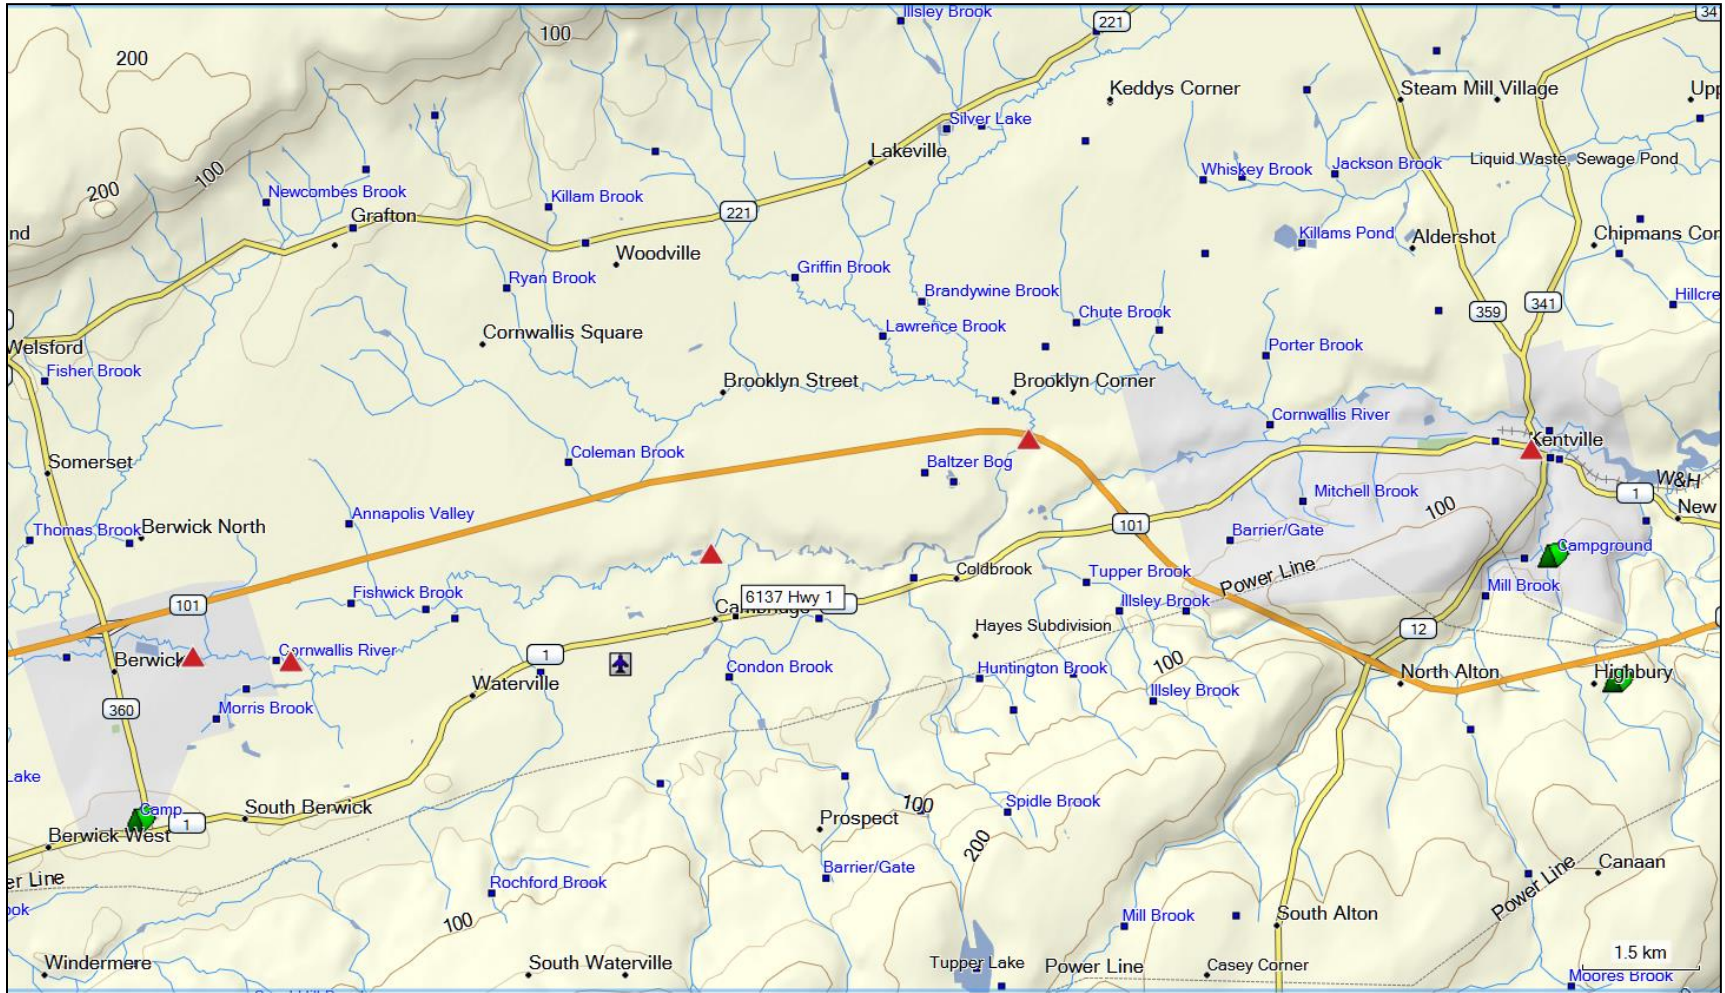 Illsley Brook
221
34
100
200
Keddys Corner
Steam Mill Village
Upp
Silver Lake
Lakeville
Whiskey Brook
Jackson Brook
Liquid Waste, Sewage Pond
100
200
Newcombes Brook
Killam Brook
Grafton
221
nd
Woodville
Killams Pond
Aldershot
Chipmans Cor
Ryan Brook
Griffin Brook
Brandywine Brook
Hillcre
341
359
Chute Brook
Lawrence Brook
Cornwallis Square
Welsford
Porter Brook
Fisher Brook
Brooklyn Street
Brooklyn Corner
Cornwallis River
Kentville
Coleman Brook
Somerset
Baltzer Bog
W&H
Mitchell Brook
1
100
New
Annapolis Valley
101
Berwick North
Thomas Brook
Barrier/Gate
Campground
Coldbrook
Tupper Brook
Power Line
Mill Brook
Fishwick Brook
6137 Hwy 1
Cambridge
Illsley Brook
101
Hayes Subdivision
12
Cornwallis River
Berwick
1
Condon Brook
Huntington Brook
100
North Alton
Highbury
Waterville
Illsley Brook
360
Morris Brook
Lake
Camp
South Berwick
100
Spidle Brook
1
Prospect
Berwick West
200
Canaan
Barrier/Gate
er Line
Rochford Brook
Power Line
ook
100
Mill Brook
South Alton
1.5 km
Windermere
South Waterville
Tupper Lake
Power Line
Casey Corner
Moores Brook